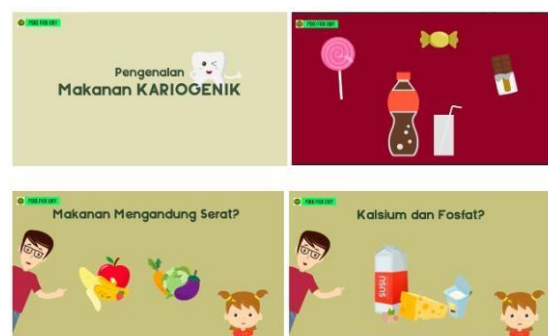 Pengenalan
Makanan KARIOGENIK
Makanan Mengandung Serat?
Kalsium dan Fosfat?
SUSU